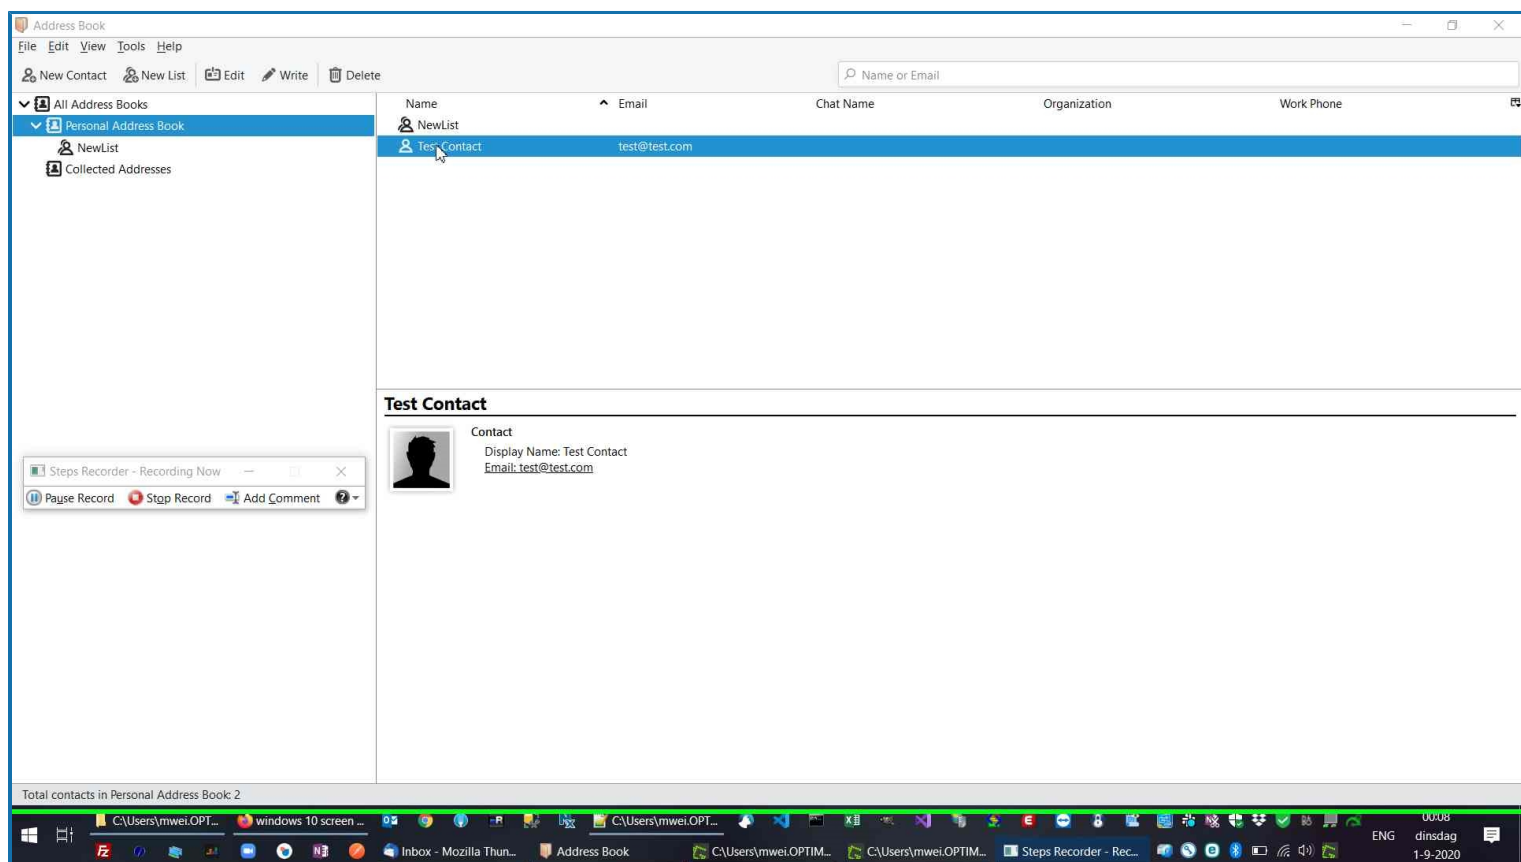 Address Book
File Edit View Tools Help
New Contact New List Edit Write Delete Name or Email
All Address Books
Personal Address Book
NewList
Collected Addresses
Name Email Chat Name Organization Work Phone
NewList
Test Contact test@test.com
Test Contact
Contact
Display Name: Test Contact
Email: test@test.com
Steps Recorder - Recording Now
Pause Record Stop Record Add Comment
Total contacts in Personal Address Book: 2
C:\Users\mwei.OPT... windows 10 screen ... C:\Users\mwei.OPT... 00:08
ENG dinsdag
Inbox - Mozilla Thun... Address Book C:\Users\mwei.OPTIM... C:\Users\mwei.OPTIM... Steps Recorder - Rec... 1-9-2020